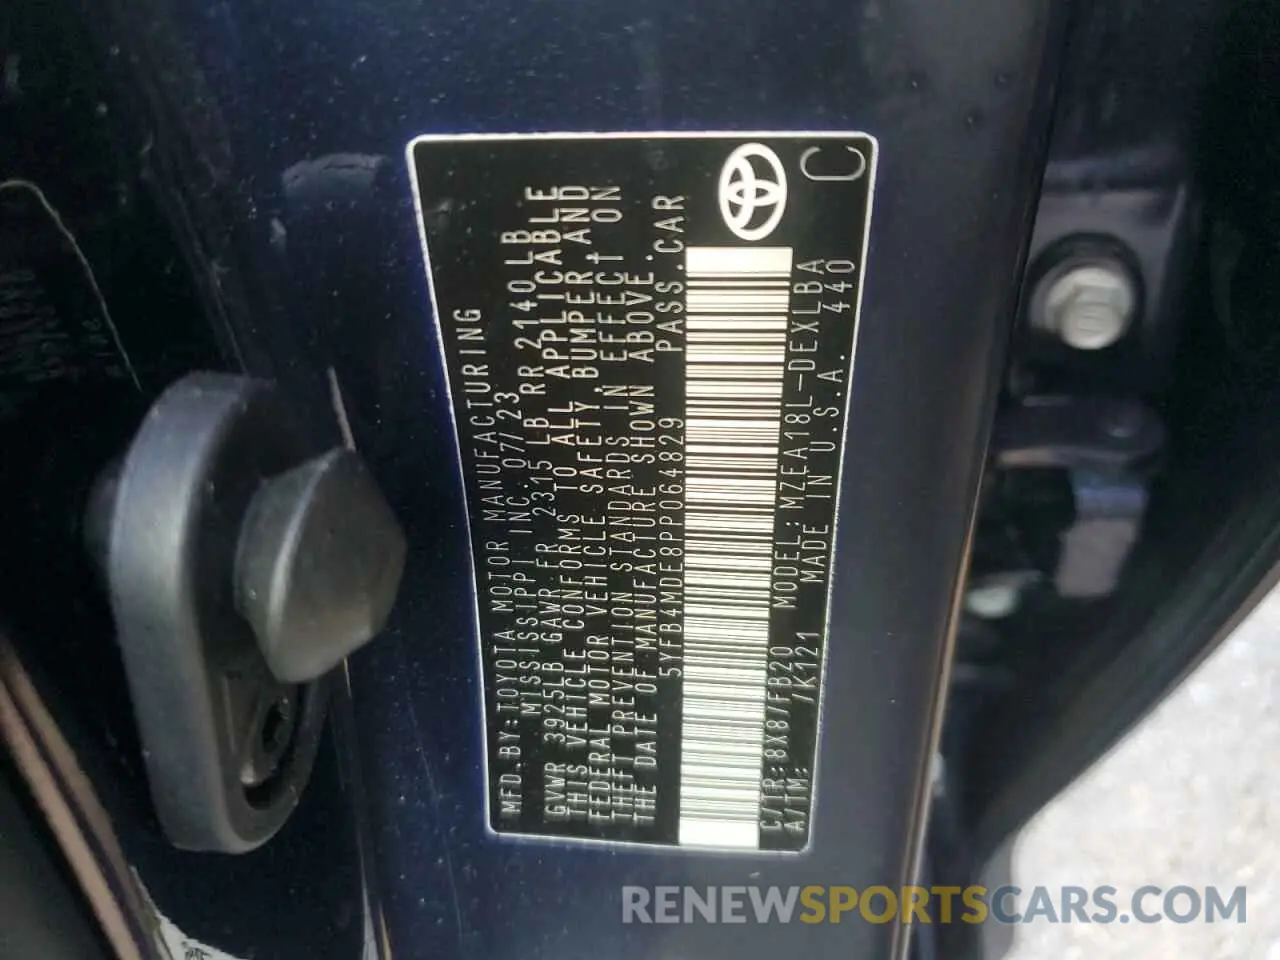 MFD.BY:TOYOTA MOTOR MANUFACTURING
MISSISSIPPI INC. 07/23
GVWR 3925LB GAWR FR 2315LB RR 2140LB
THIS VEHICLE CONFORMS TO ALL APPLICABLE
FEDERAL MOTOR VEHICLE SAFETY, BUMPER, AND
THEFT PREVENTION STANDARDS IN EFFECT ON
THE DATE OF MANUFACTURE SHOWN ABOVE.
5YFB4MDE8PP064829 PASS.CAR
C/TR:8X87/FB20 MODEL:MZEA18L-DEXLBA
A/TM: /K121 MADE IN U.S.A. 440
C
RENEWSPORTSCARS.COM